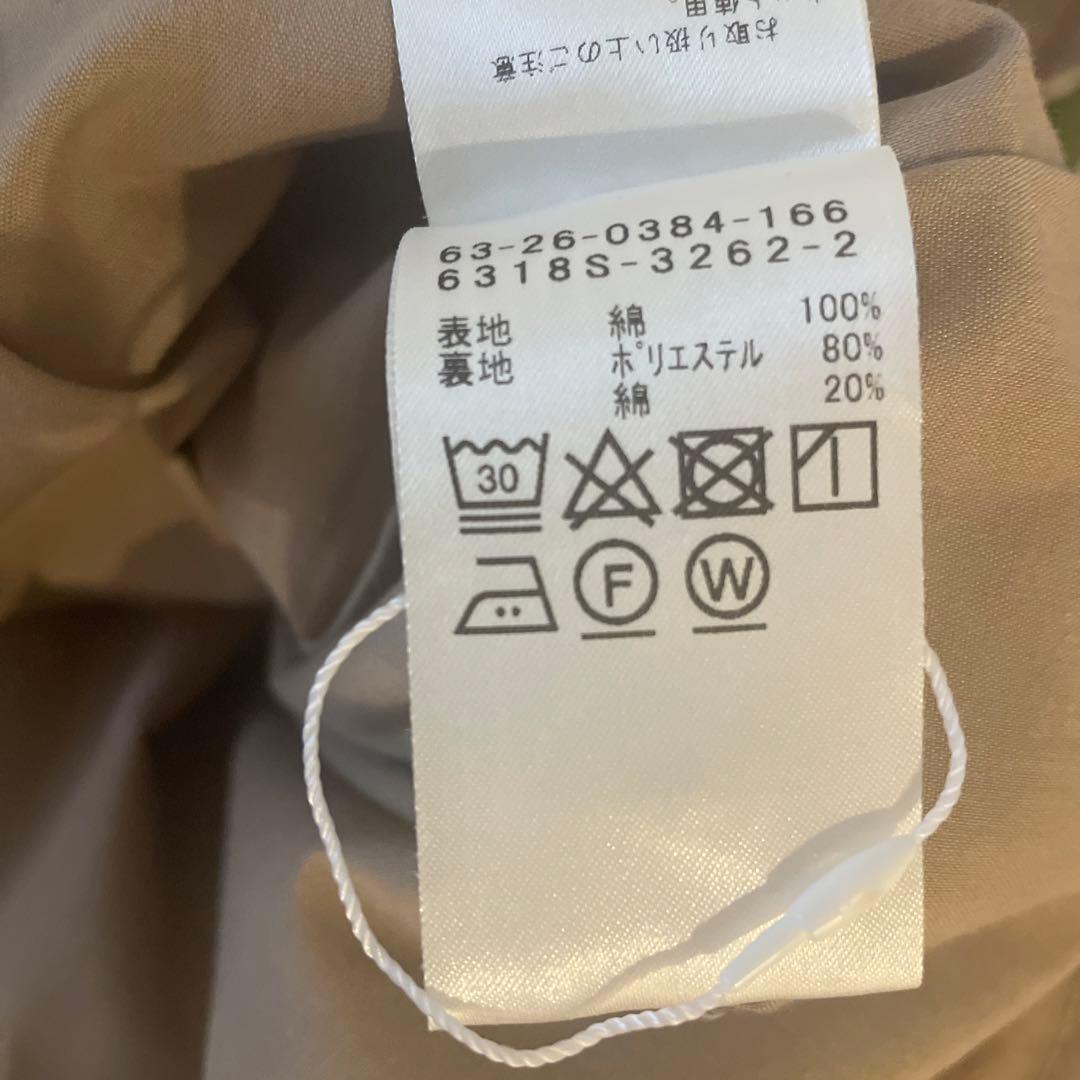 お取り扱い上のご注意
63-26-0384-166
6318S-3262-2
表地 綿 100%
裏地 ポリエステル 80%
綿 20%
30
F W